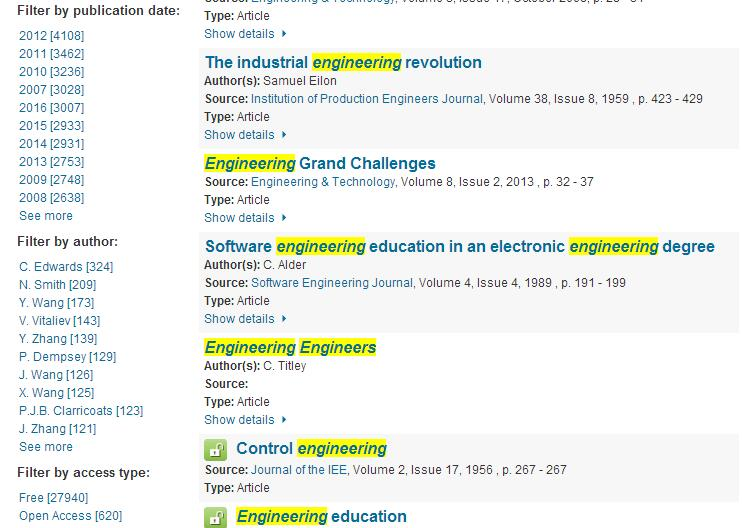 Filter by publication date:
2012 [4108]
2011 [3462]
2010 [3236]
2007 [3028]
2016 [3007]
2015 [2933]
2014 [2931]
2013 [2753]
2009 [2748]
2008 [2638]
See more
Filter by author:
C. Edwards [324]
N. Smith [209]
Y. Wang [173]
V. Vitaliev [143]
Y. Zhang [139]
P. Dempsey [129]
J. Wang [126]
X. Wang [125]
P.J.B. Clarricoats [123]
J. Zhang [121]
See more
Filter by access type:
Free [27940]
Open Access [620]
Type: Article
Show details
The industrial engineering revolution
Author(s): Samuel Eilon
Source: Institution of Production Engineers Journal, Volume 38, Issue 8, 1959 , p. 423 - 429
Type: Article
Show details
Engineering Grand Challenges
Source: Engineering & Technology, Volume 8, Issue 2, 2013 , p. 32 - 37
Type: Article
Show details
Software engineering education in an electronic engineering degree
Author(s): C. Alder
Source: Software Engineering Journal, Volume 4, Issue 4, 1989 , p. 191 - 199
Type: Article
Show details
Engineering Engineers
Author(s): C. Titley
Source:
Type: Article
Show details
Control engineering
Source: Journal of the IEE, Volume 2, Issue 17, 1956 , p. 267 - 267
Type: Article
Engineering education